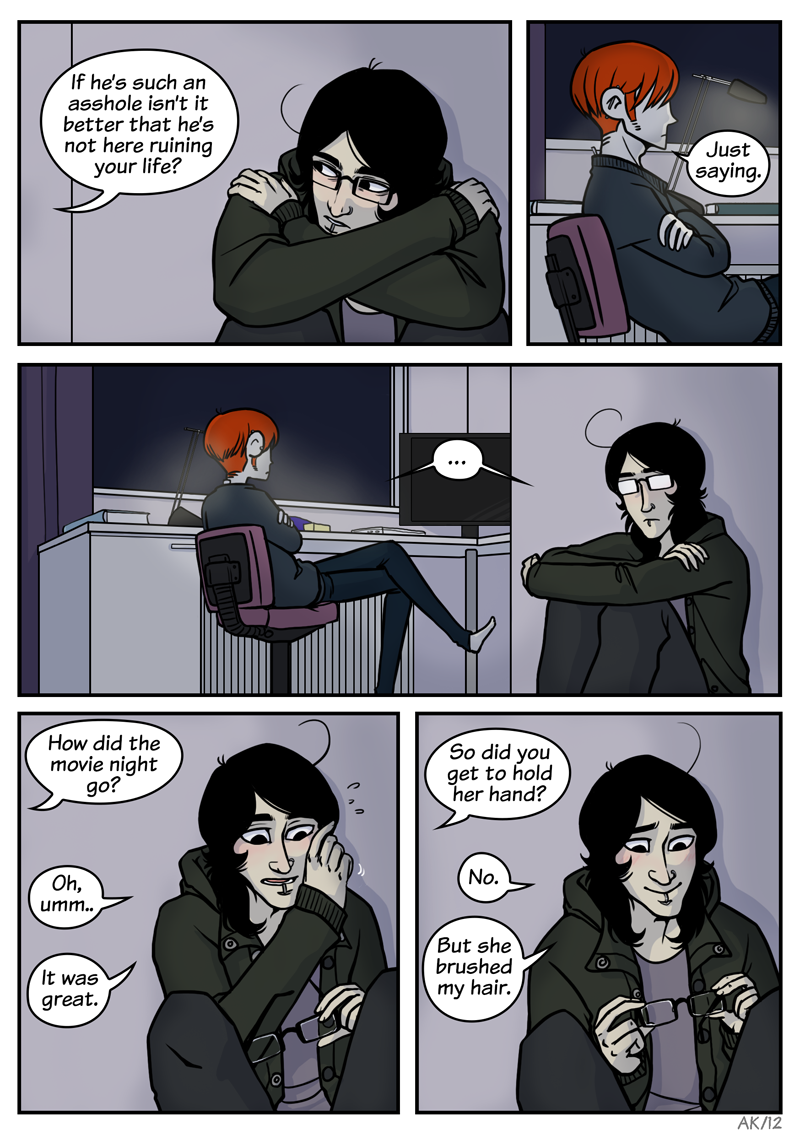 If he's such an
asshole isn't it
better that he's
not here ruining
your life?
Just
saying.
...
How did the
movie night
go?
Oh,
umm..
It was
great.
So did you
get to hold
her hand?
No.
But she
brushed
my hair.
AK/12